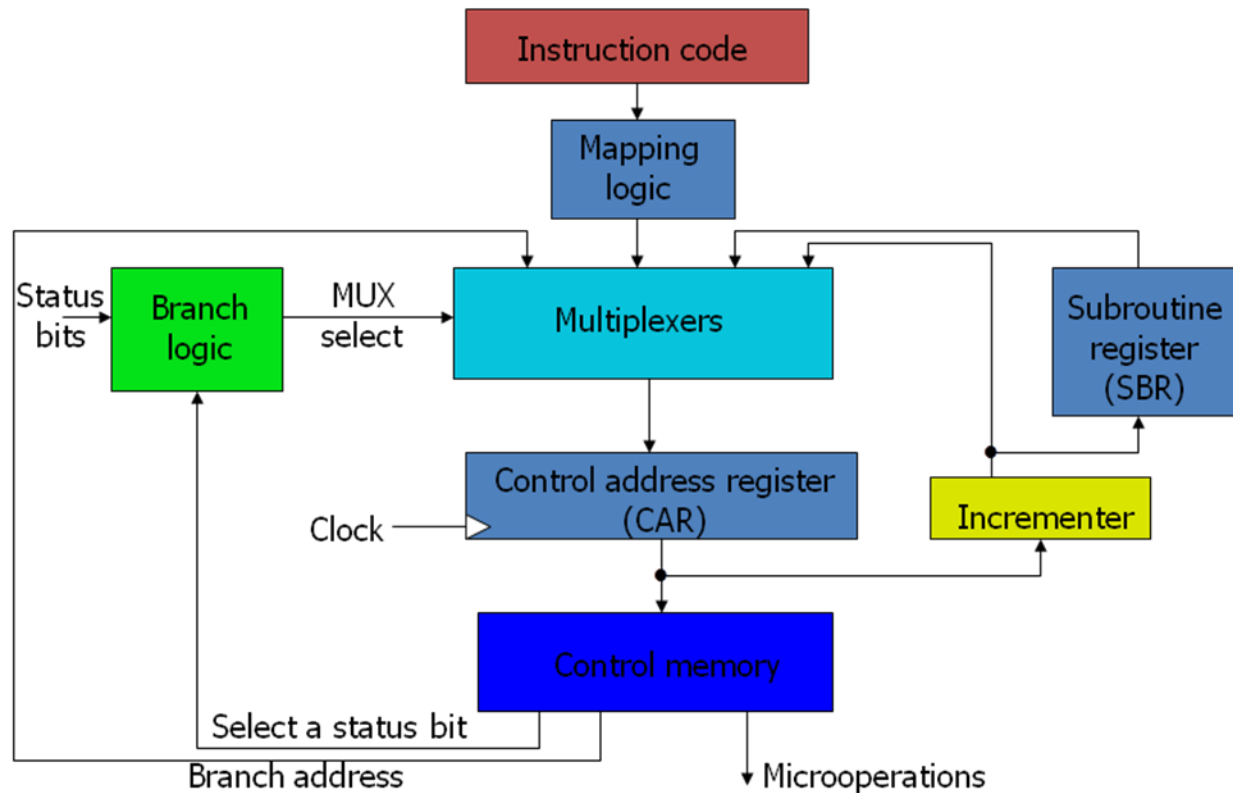 Instruction code
Mapping
logic
Status
bits
Branch
logic
MUX
select
Multiplexers
Subroutine
register
(SBR)
Control address register
(CAR)
Clock
Incrementer
Control memory
Select a status bit
Branch address
Microoperations